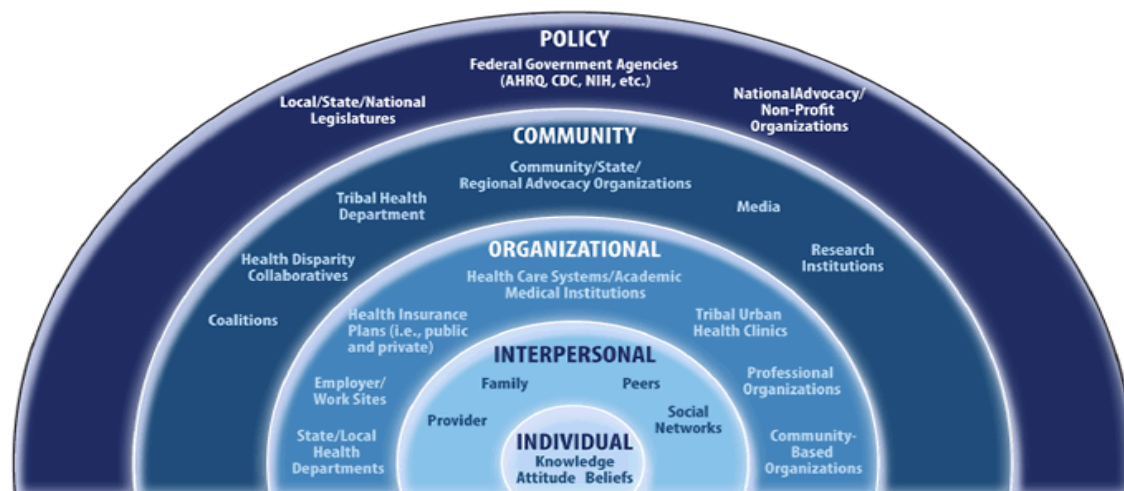 POLICY
Federal Government Agencies
(AHRQ, CDC, NIH, etc.)
Local/State/National
Legislatures
NationalAdvocacy/
Non-Profit
Organizations
COMMUNITY
Community/State/
Regional Advocacy Organizations
Tribal Health
Department
Media
Health Disparity
Collaboratives
Research
Institutions
Coalitions
ORGANIZATIONAL
Health Care Systems/Academic
Medical Institutions
Health Insurance
Plans (i.e., public
and private)
Tribal Urban
Health Clinics
Employer/
Work Sites
Professional
Organizations
State/Local
Health
Departments
Community-
Based
Organizations
INTERPERSONAL
Family
Peers
Provider
Social
Networks
INDIVIDUAL
Knowledge
Attitude Beliefs